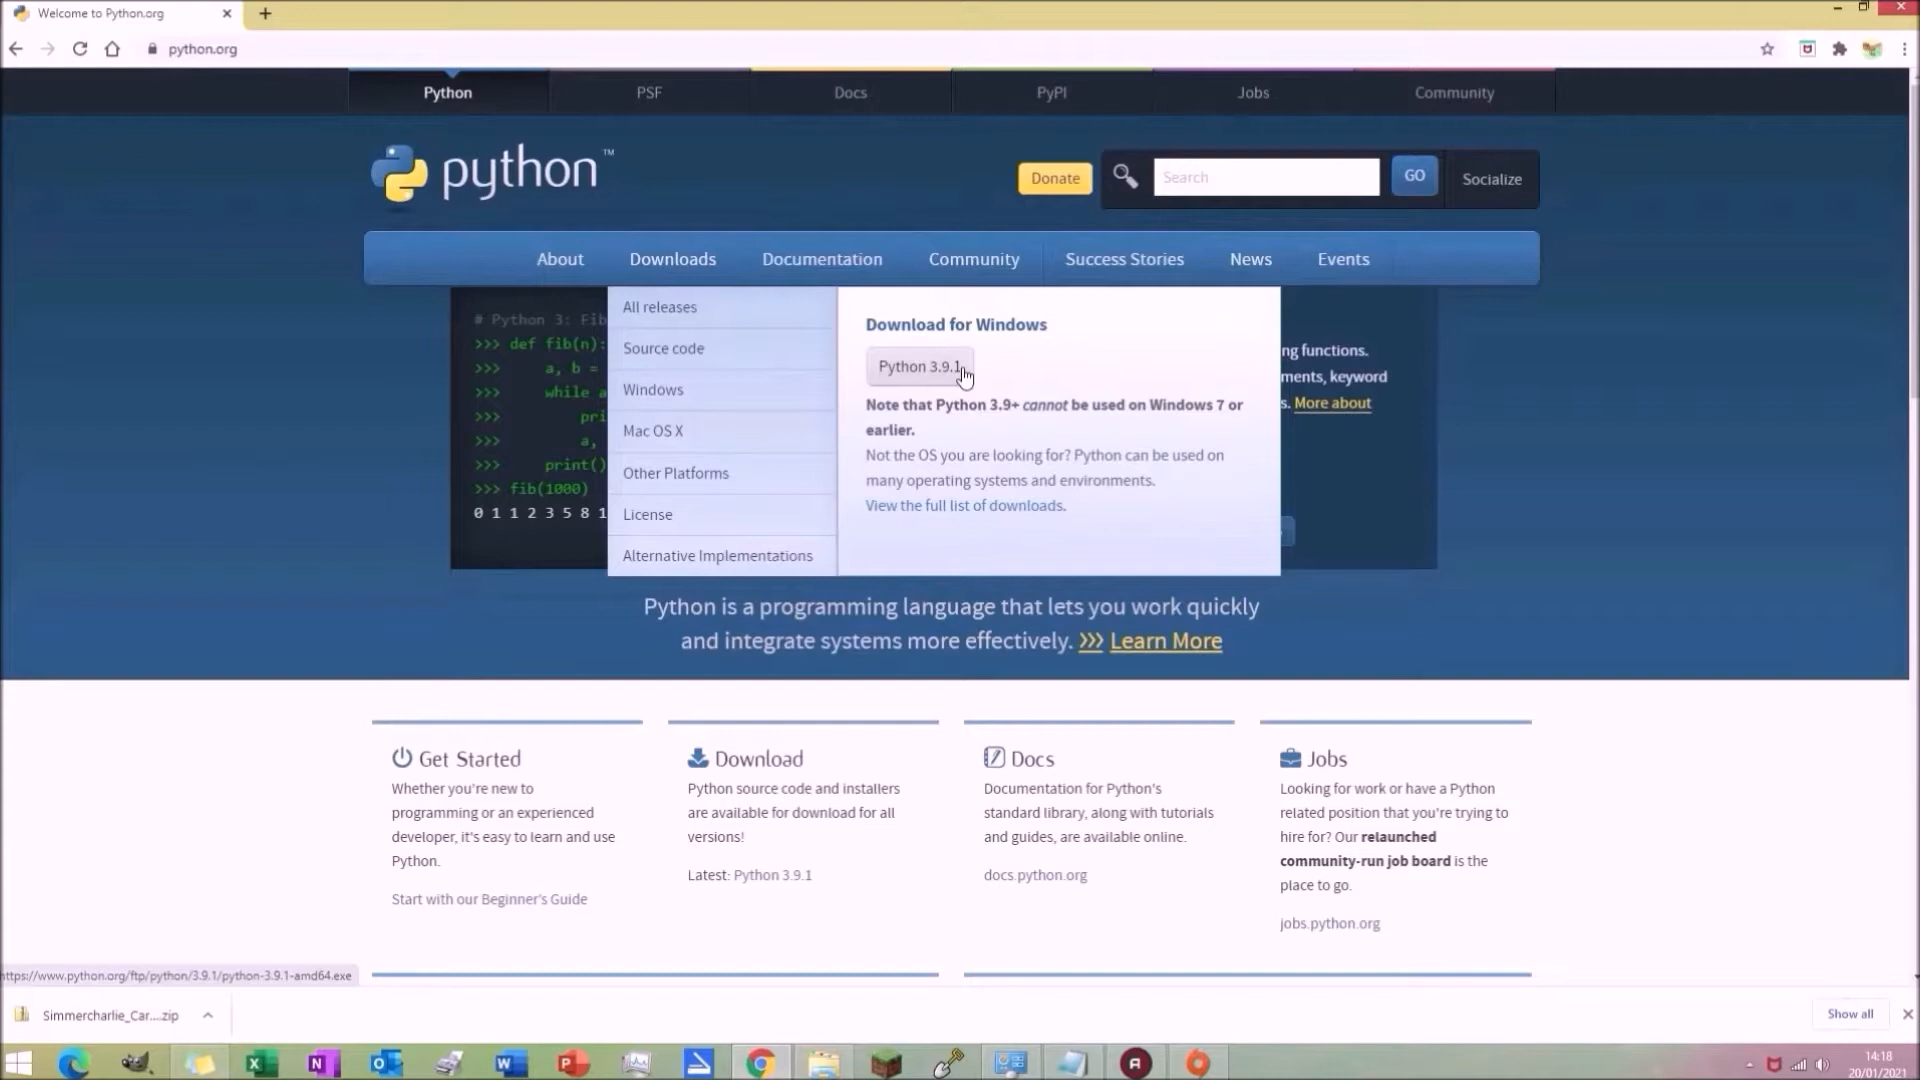 Welcome to Python.org
python.org
Python PSF Docs PyPI Jobs Community
python™
Donate
Search
GO
Socialize
About Downloads Documentation Community Success Stories News Events
# Python 3: Fib
>>> def fib(n):
>>> a, b =
>>> while a
>>> pri
>>> a,
>>> print()
>>> fib(1000)
0 1 1 2 3 5 8 1
All releases
Source code
Windows
Mac OS X
Other Platforms
License
Alternative Implementations
Download for Windows
Python 3.9.1
Note that Python 3.9+ cannot be used on Windows 7 or
earlier.
Not the OS you are looking for? Python can be used on
many operating systems and environments.
View the full list of downloads.
ng functions.
ments, keyword
s. More about
Python is a programming language that lets you work quickly
and integrate systems more effectively. >>> Learn More
Get Started
Whether you're new to
programming or an experienced
developer, it's easy to learn and use
Python.
Start with our Beginner's Guide
Download
Python source code and installers
are available for download for all
versions!
Latest: Python 3.9.1
Docs
Documentation for Python's
standard library, along with tutorials
and guides, are available online.
docs.python.org
Jobs
Looking for work or have a Python
related position that you're trying to
hire for? Our relaunched
community-run job board is the
place to go.
jobs.python.org
https://www.python.org/ftp/python/3.9.1/python-3.9.1-amd64.exe
Simmercharlie_Car....zip
Show all
14:18
20/01/2021